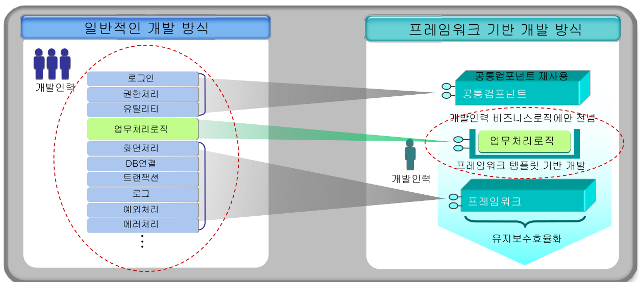 일반적인 개발 방식
개발인력
로그인
권한처리
유틸리티
업무처리로직
화면처리
DB연결
트랜잭션
로그
예외처리
에러처리
프레임워크 기반 개발 방식
공통컴포넌트 재사용
공통컴포넌트
개발인력 비즈니스로직에만 전념
업무처리로직
프레임워크 템플릿 기반 개발
개발인력
프레임워크
유지보수효율화